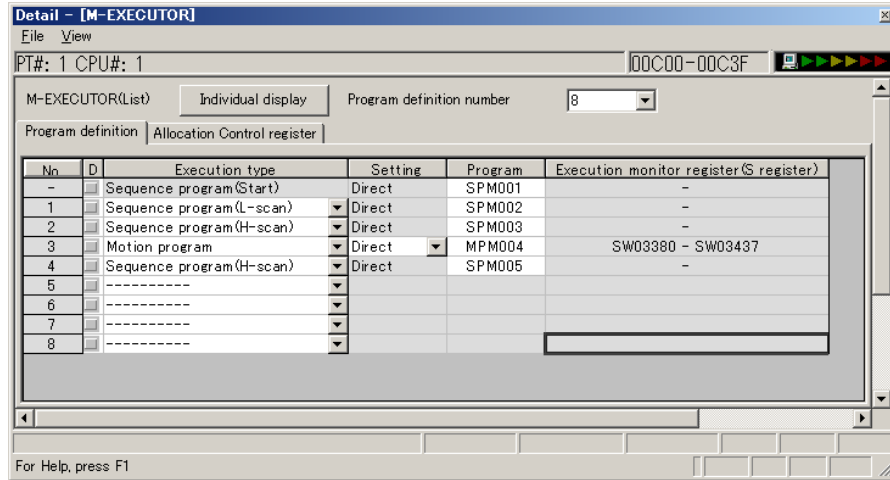 Detail - [M-EXECUTOR]
File View
PT#: 1 CPU#: 1 00C00-00C3F
M-EXECUTOR(List) Individual display Program definition number 8
Program definition Allocation Control register
No D Execution type Setting Program Execution monitor register(S register)
- Sequence program(Start) Direct SPM001 -
1 Sequence program(L-scan) Direct SPM002 -
2 Sequence program(H-scan) Direct SPM003 -
3 Motion program Direct MPM004 SW03380 - SW03437
4 Sequence program(H-scan) Direct SPM005 -
5 ----------
6 ----------
7 ----------
8 ----------
For Help, press F1